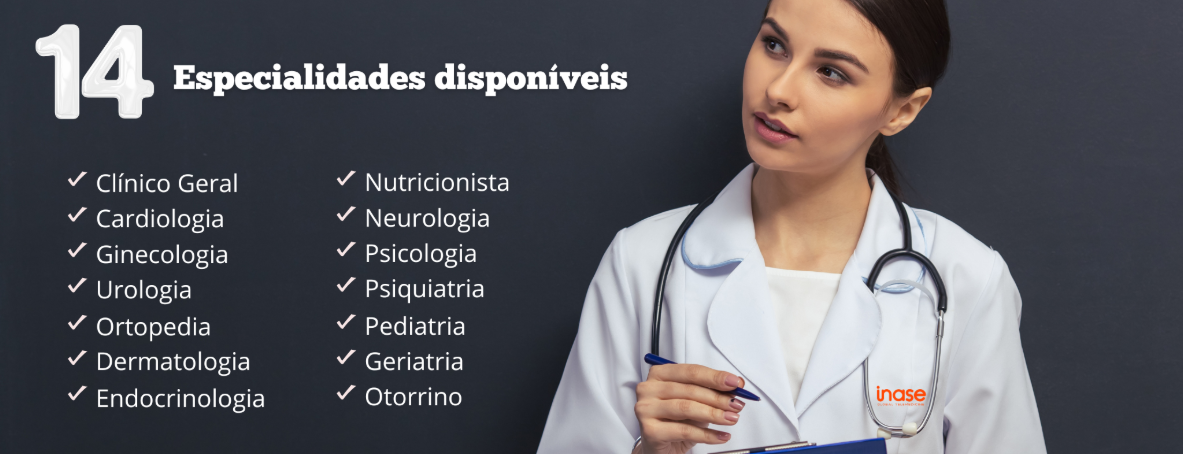 14 Especialidades disponíveis
Clínico Geral
Cardiologia
Ginecologia
Urologia
Ortopedia
Dermatologia
Endocrinologia
Nutricionista
Neurologia
Psicologia
Psiquiatria
Pediatria
Geriatria
Otorrino
inase